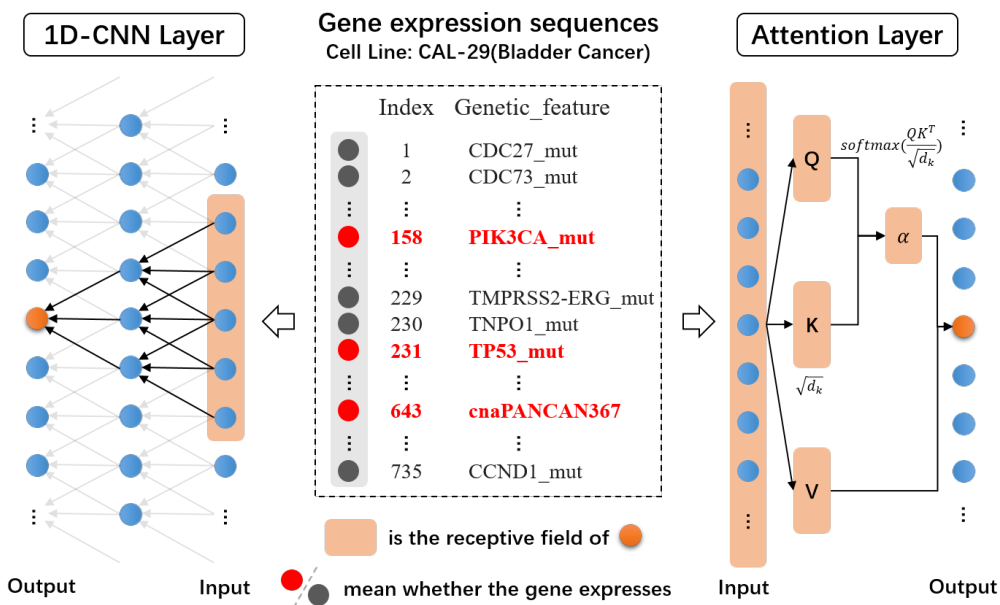 1D-CNN Layer
Gene expression sequences
Cell Line: CAL-29(Bladder Cancer)
Attention Layer
Index Genetic_feature
1 CDC27_mut
2 CDC73_mut
158 PIK3CA_mut
229 TMPRSS2-ERG_mut
230 TNPO1_mut
231 TP53_mut
643 cnaPANCAN367
735 CCND1_mut
is the receptive field of
mean whether the gene expresses
Output
Input
Q
softmax(QK^T/√d_k)
α
K
√d_k
V
Input
Output